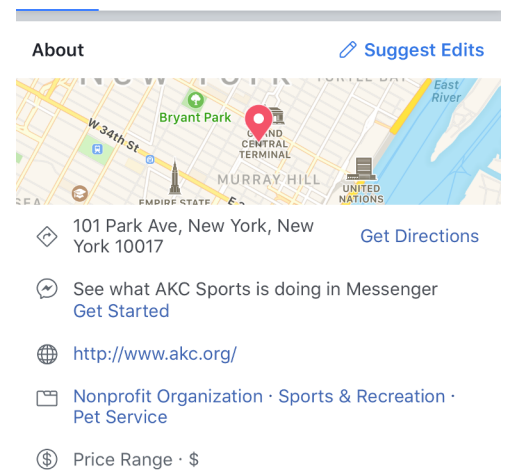 About
Suggest Edits
NEW YORK
TURTLE BAY
East
River
Bryant Park
W 34th St
GRAND
CENTRAL
TERMINAL
MURRAY HILL
UNITED
NATIONS
EMPIRE STATE
101 Park Ave, New York, New
York 10017
Get Directions
See what AKC Sports is doing in Messenger
Get Started
http://www.akc.org/
Nonprofit Organization · Sports & Recreation ·
Pet Service
Price Range · $